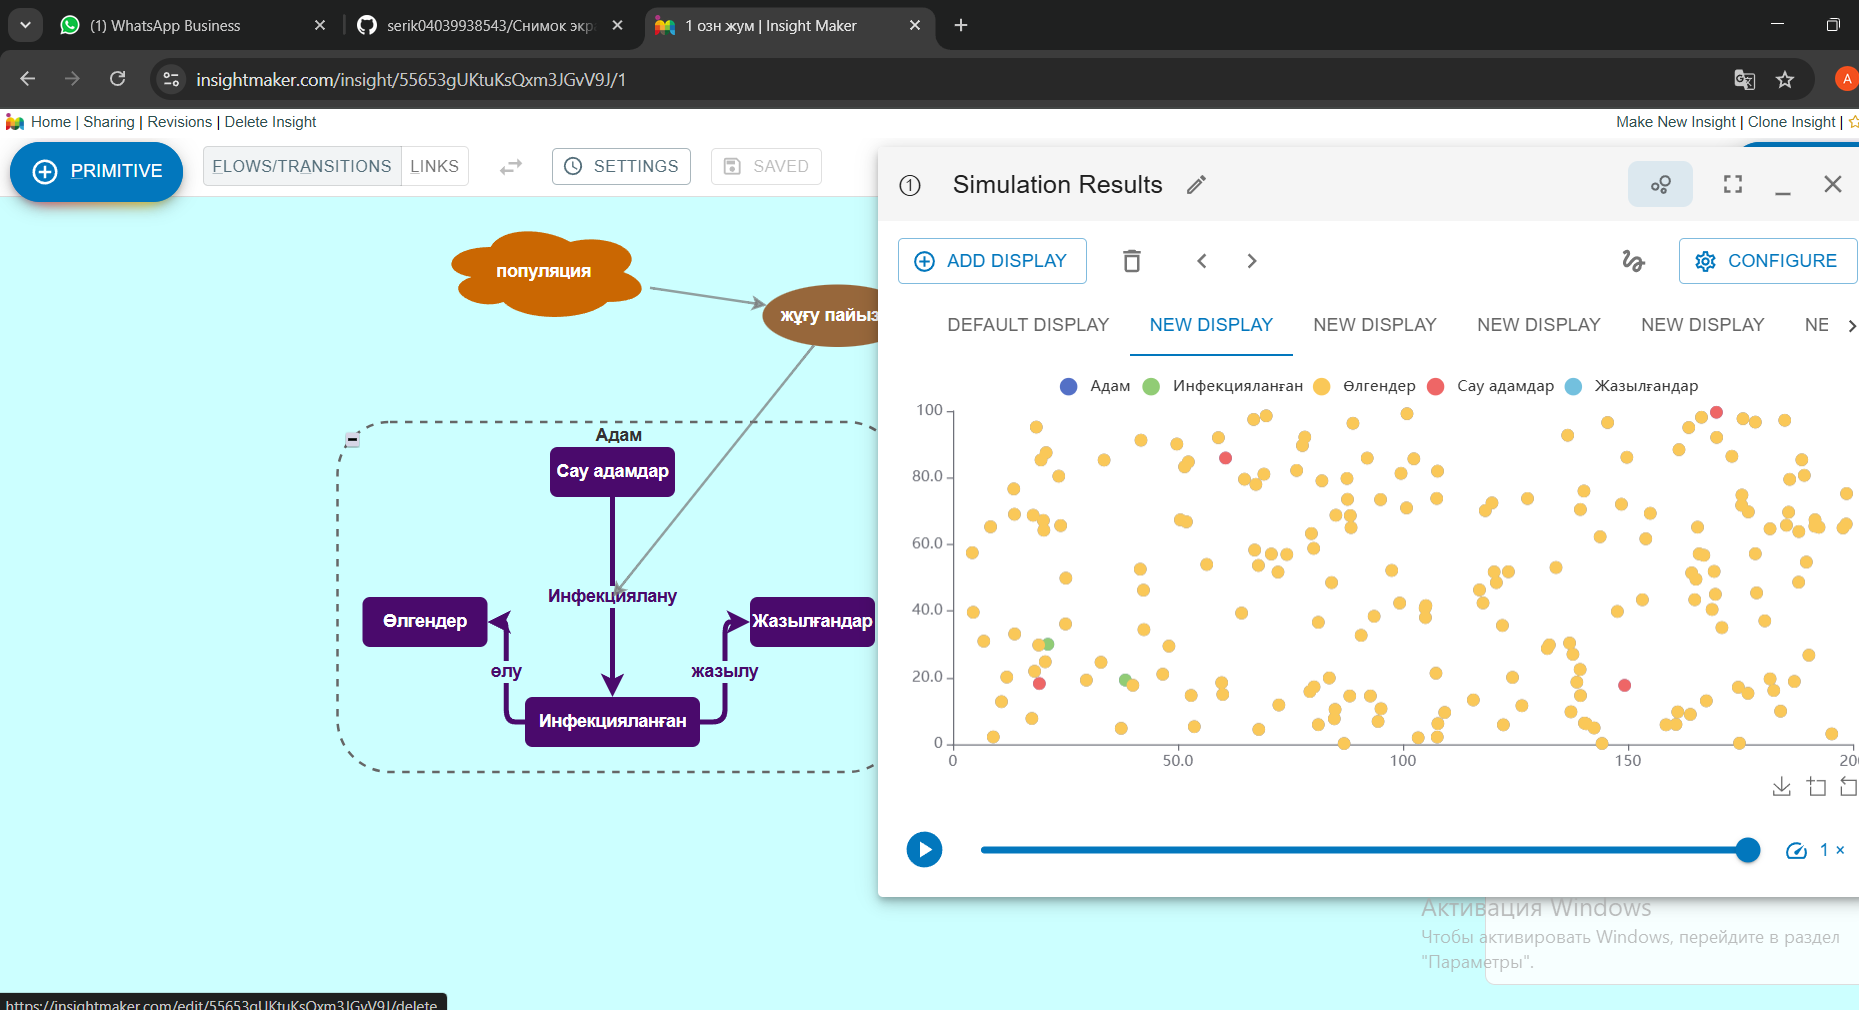 (1) WhatsApp Business
serik04039938543/Снимок экр
1 озн жум | Insight Maker
insightmaker.com/insight/55653gUKtuKsQxm3JGvV9J/1
A
Home | Sharing | Revisions | Delete Insight
Make New Insight | Clone Insight |
PRIMITIVE
FLOWS/TRANSITIONS
LINKS
SETTINGS
SAVED
популяция
жұғу пайыз
Адам
Сау адамдар
Инфекциялану
Өлгендер
Жазылғандар
өлу
жазылу
Инфекцияланған
1
Simulation Results
ADD DISPLAY
CONFIGURE
DEFAULT DISPLAY
NEW DISPLAY
NEW DISPLAY
NEW DISPLAY
NEW DISPLAY
NE
Адам
Инфекцияланған
Өлгендер
Сау адамдар
Жазылғандар
100
80.0
60.0
40.0
20.0
0
0
50.0
100
150
200
1 ×
Активация Windows
Чтобы активировать Windows, перейдите в раздел
"Параметры".
https://insightmaker.com/edit/55653gUKtuKsQxm3JGvV9J/delete